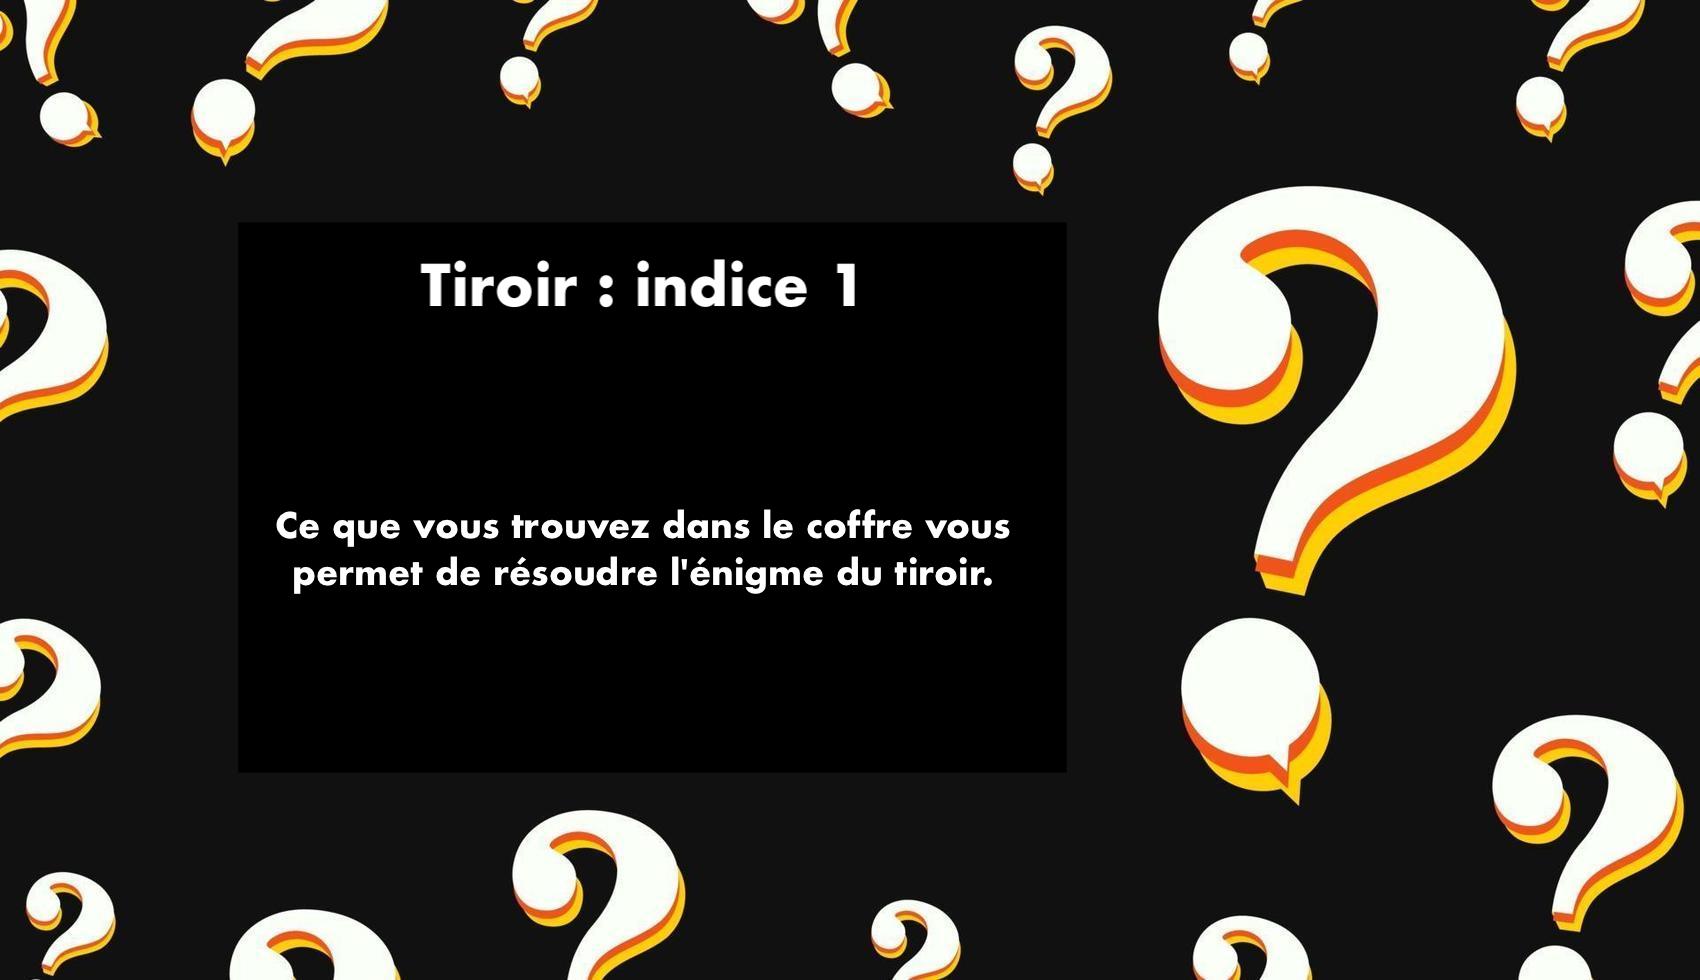 Tiroir : indice 1
Ce que vous trouvez dans le coffre vous
permet de résoudre l'énigme du tiroir.